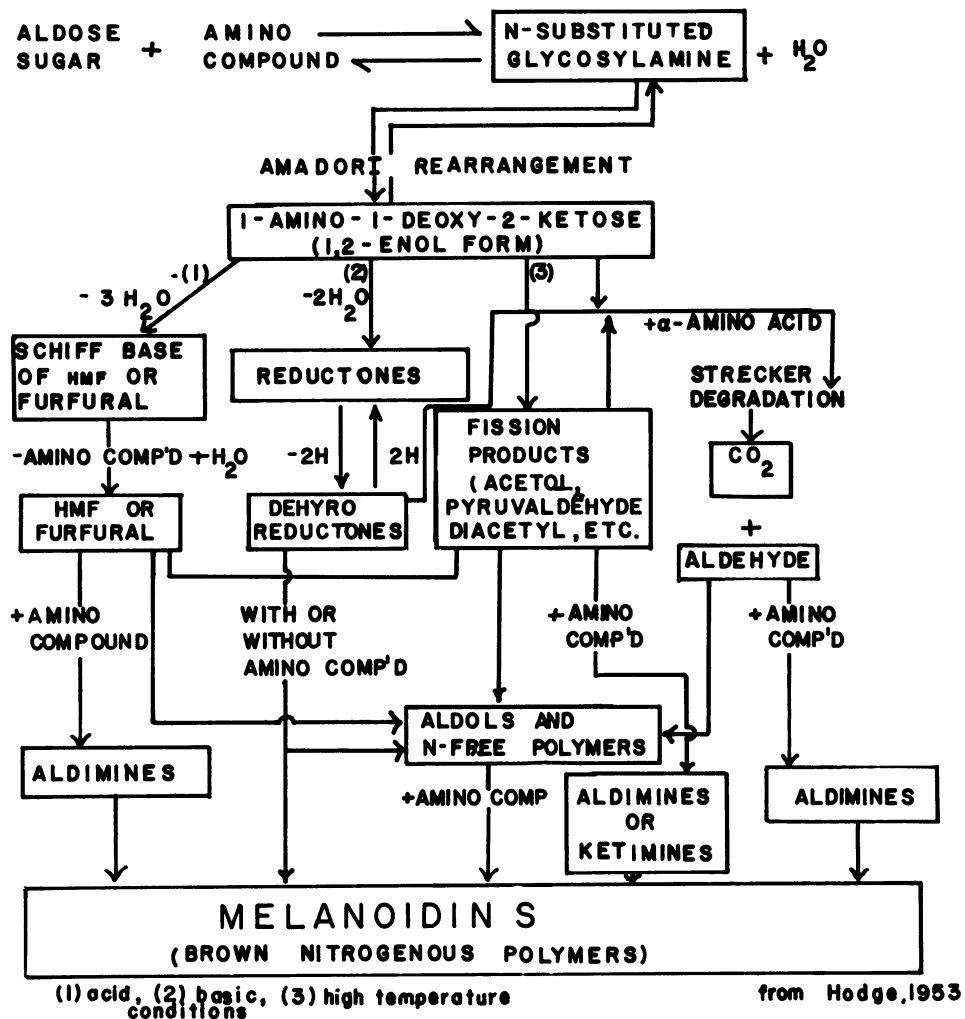 ALDOSE
SUGAR
+
AMINO
COMPOUND
N-SUBSTITUTED
GLYCOSYLAMINE
+ H2O
AMADORI REARRANGEMENT
1-AMINO-1-DEOXY-2-KETOSE
(1,2-ENOL FORM)
-(1)
- 3 H2O
(2)
-2H2O
(3)
+α-AMINO ACID
SCHIFF BASE
OF HMF OR
FURFURAL
REDUCTONES
STRECKER
DEGRADATION
-AMINO COMP'D +H2O
-2H
2H
FISSION
PRODUCTS
(ACETOL,
PYRUVALDEHYDE
DIACETYL, ETC.
CO2
+
HMF OR
FURFURAL
DEHYRO
REDUCTONES
ALDEHYDE
+AMINO
COMPOUND
WITH OR
WITHOUT
AMINO COMP'D
+ AMINO
COMP'D
+ AMINO
COMP'D
ALDOLS AND
N-FREE POLYMERS
ALDIMINES
+AMINO COMP
ALDIMINES
OR
KETIMINES
ALDIMINES
MELANOIDINS
(BROWN NITROGENOUS POLYMERS)
(1) acid, (2) basic, (3) high temperature
conditions
from Hodge, 1953